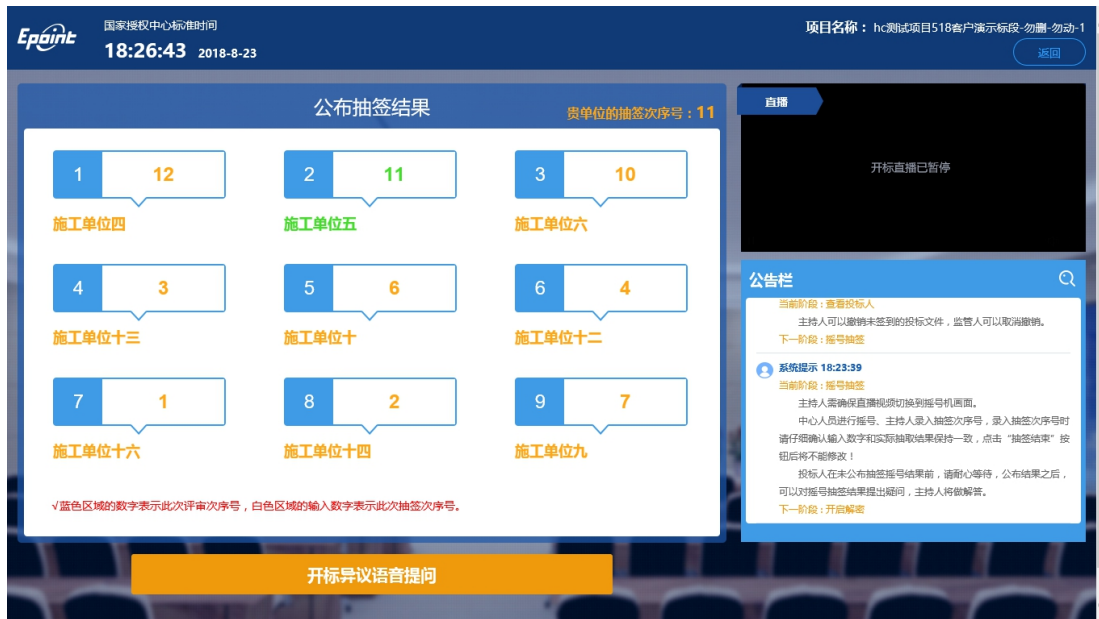 Epoint
国家授权中心标准时间
18:26:43 2018-8-23
项目名称：hc测试项目518客户演示标段-勿删-勿动-1
返回
公布抽签结果
贵单位的抽签次序号：11
1 12
施工单位四
2 11
施工单位五
3 10
施工单位六
4 3
施工单位十三
5 6
施工单位十
6 4
施工单位十二
7 1
施工单位十六
8 2
施工单位十四
9 7
施工单位九
√蓝色区域的数字表示此次评审次序号，白色区域的输入数字表示此次抽签次序号。
开标异议语音提问
直播
开标直播已暂停
公告栏
当前阶段：查看投标人
主持人可以撤销未签到的投标文件，监管人可以取消撤销。
下一阶段：摇号抽签
系统提示 18:23:39
当前阶段：摇号抽签
主持人需确保直播视频切换到摇号机画面。
中心人员进行摇号、主持人录入抽签次序号，录入抽签次序号时
请仔细确认输入数字和实际抽取结果保持一致，点击“抽签结束”按
钮后将不能修改！
投标人在未公布抽签摇号结果前，请耐心等待，公布结果之后，
可以对摇号抽签结果提出疑问，主持人将做解答。
下一阶段：开启解密